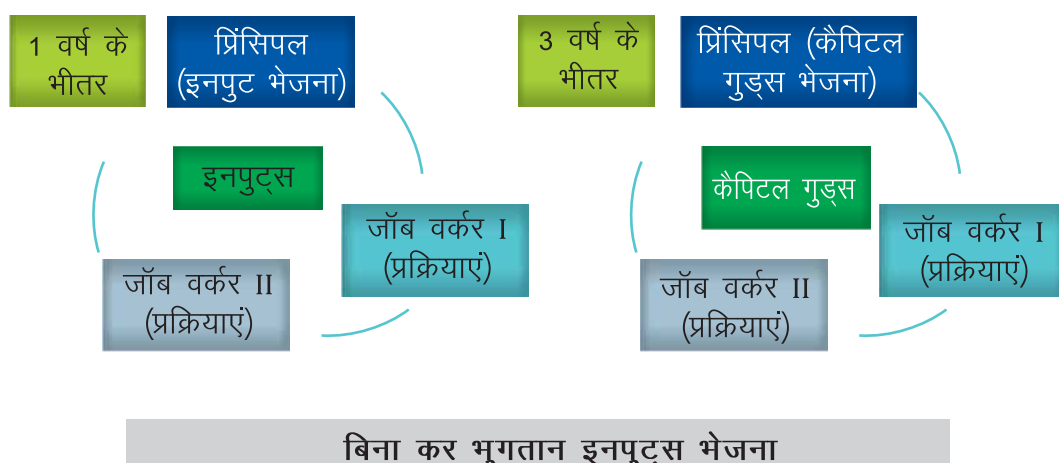 1 वर्ष के
भीतर
प्रिंसिपल
(इनपुट भेजना)
इनपुट्स
जॉब वर्कर I
(प्रक्रियाएं)
जॉब वर्कर II
(प्रक्रियाएं)
3 वर्ष के
भीतर
प्रिंसिपल (कैपिटल
गुड्स भेजना)
कैपिटल गुड्स
जॉब वर्कर I
(प्रक्रियाएं)
जॉब वर्कर II
(प्रक्रियाएं)
बिना कर भुगतान इनपुट्स भेजना